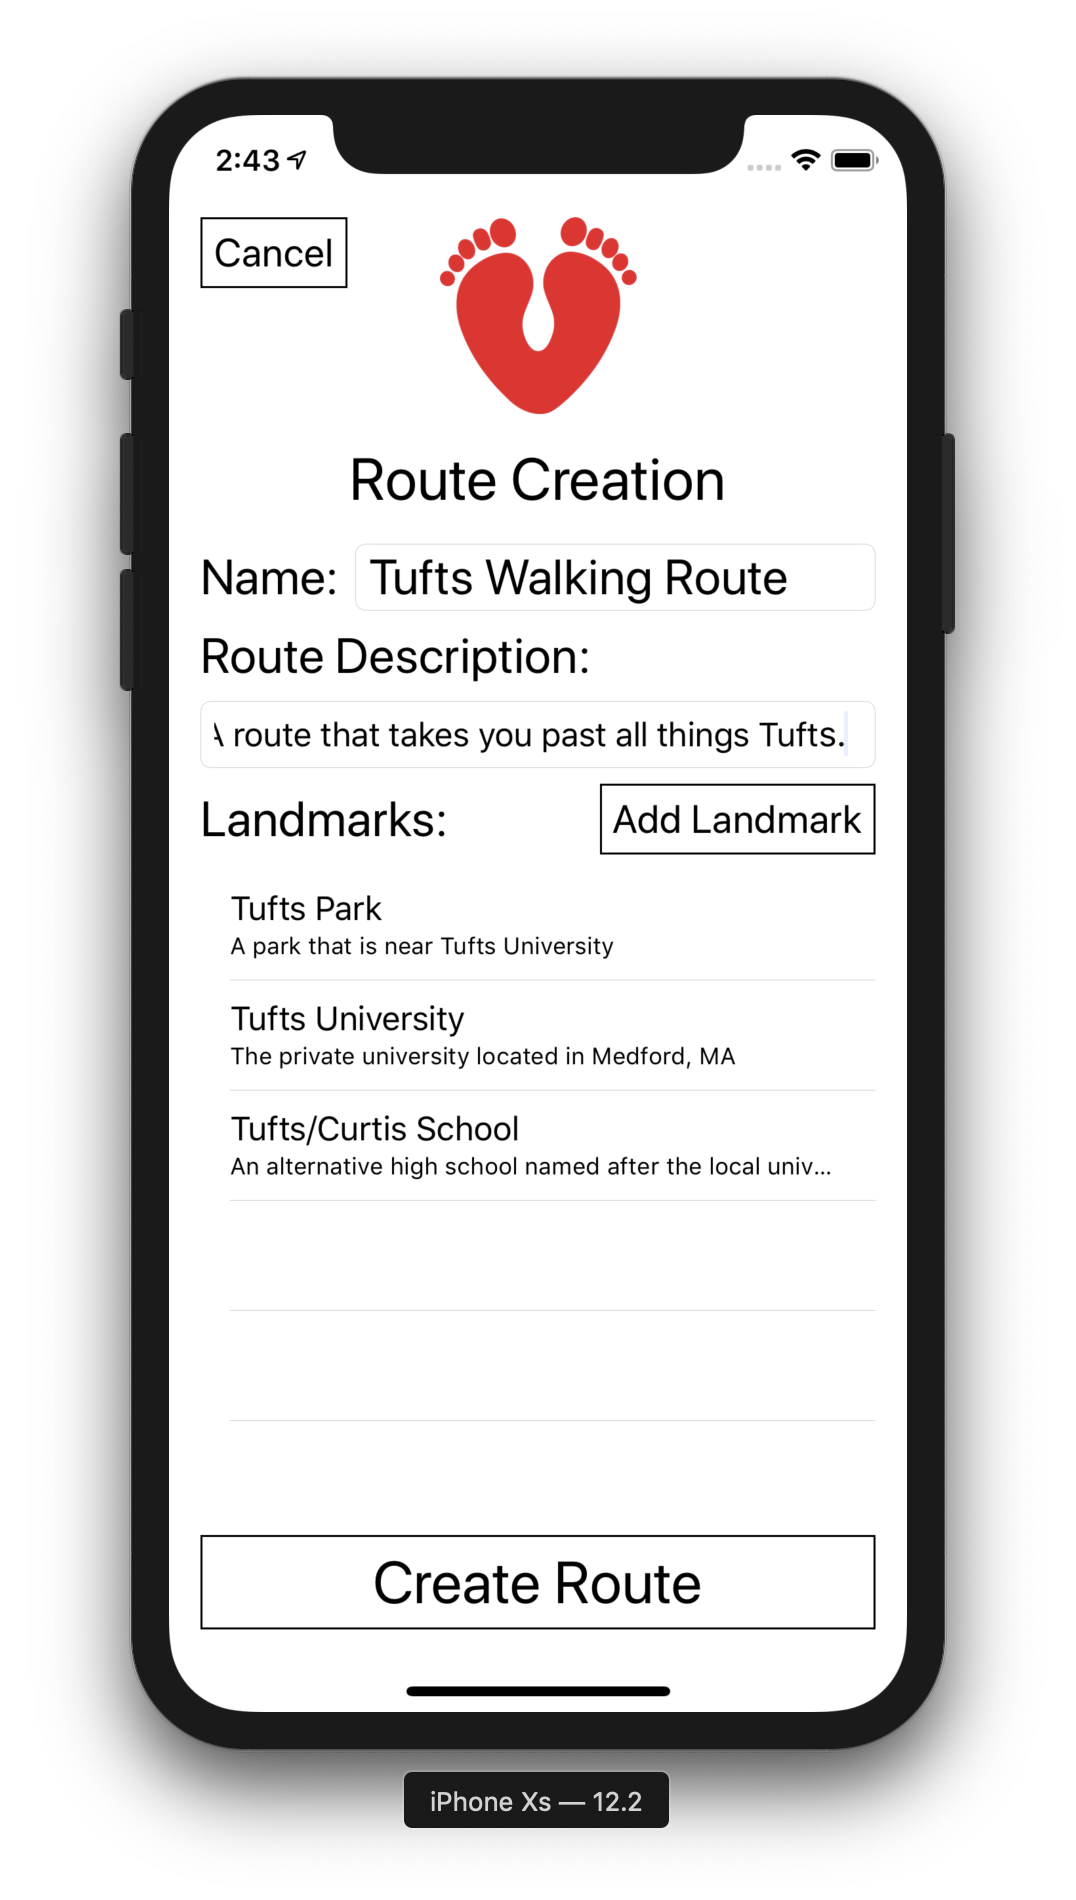 2:43
Cancel
Route Creation
Name: Tufts Walking Route
Route Description:
A route that takes you past all things Tufts.
Landmarks: Add Landmark
Tufts Park
A park that is near Tufts University
Tufts University
The private university located in Medford, MA
Tufts/Curtis School
An alternative high school named after the local univ...
Create Route
iPhone Xs — 12.2